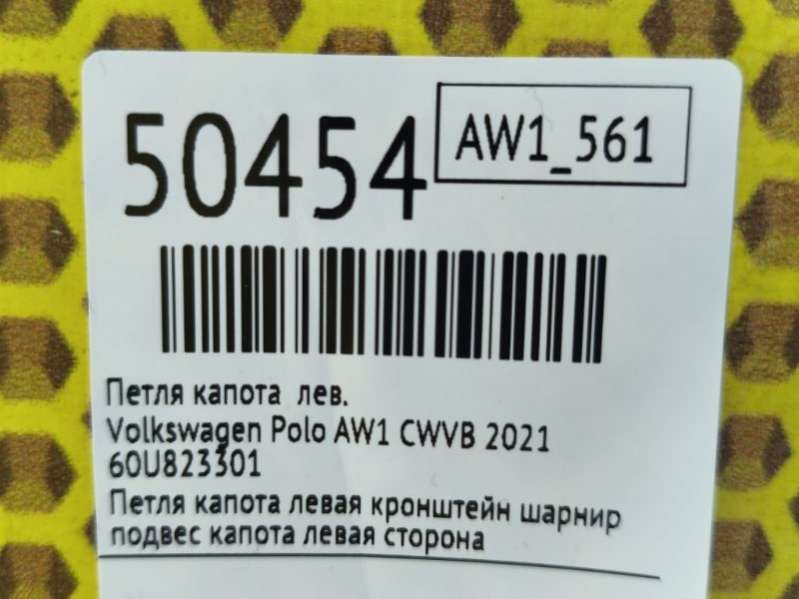 50454
AW1_561
Петля капота лев.
Volkswagen Polo AW1 CWVB 2021
60U823301
Петля капота левая кронштейн шарнир
подвес капота левая сторона